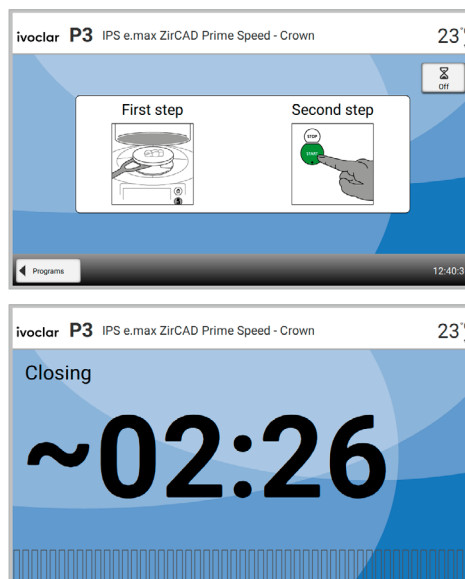 ivoclar P3 IPS e.max ZirCAD Prime Speed - Crown 23°
Off
First step Second step
STOP
START
Programs 12:40:3
ivoclar P3 IPS e.max ZirCAD Prime Speed - Crown 23°
Closing
~02:26